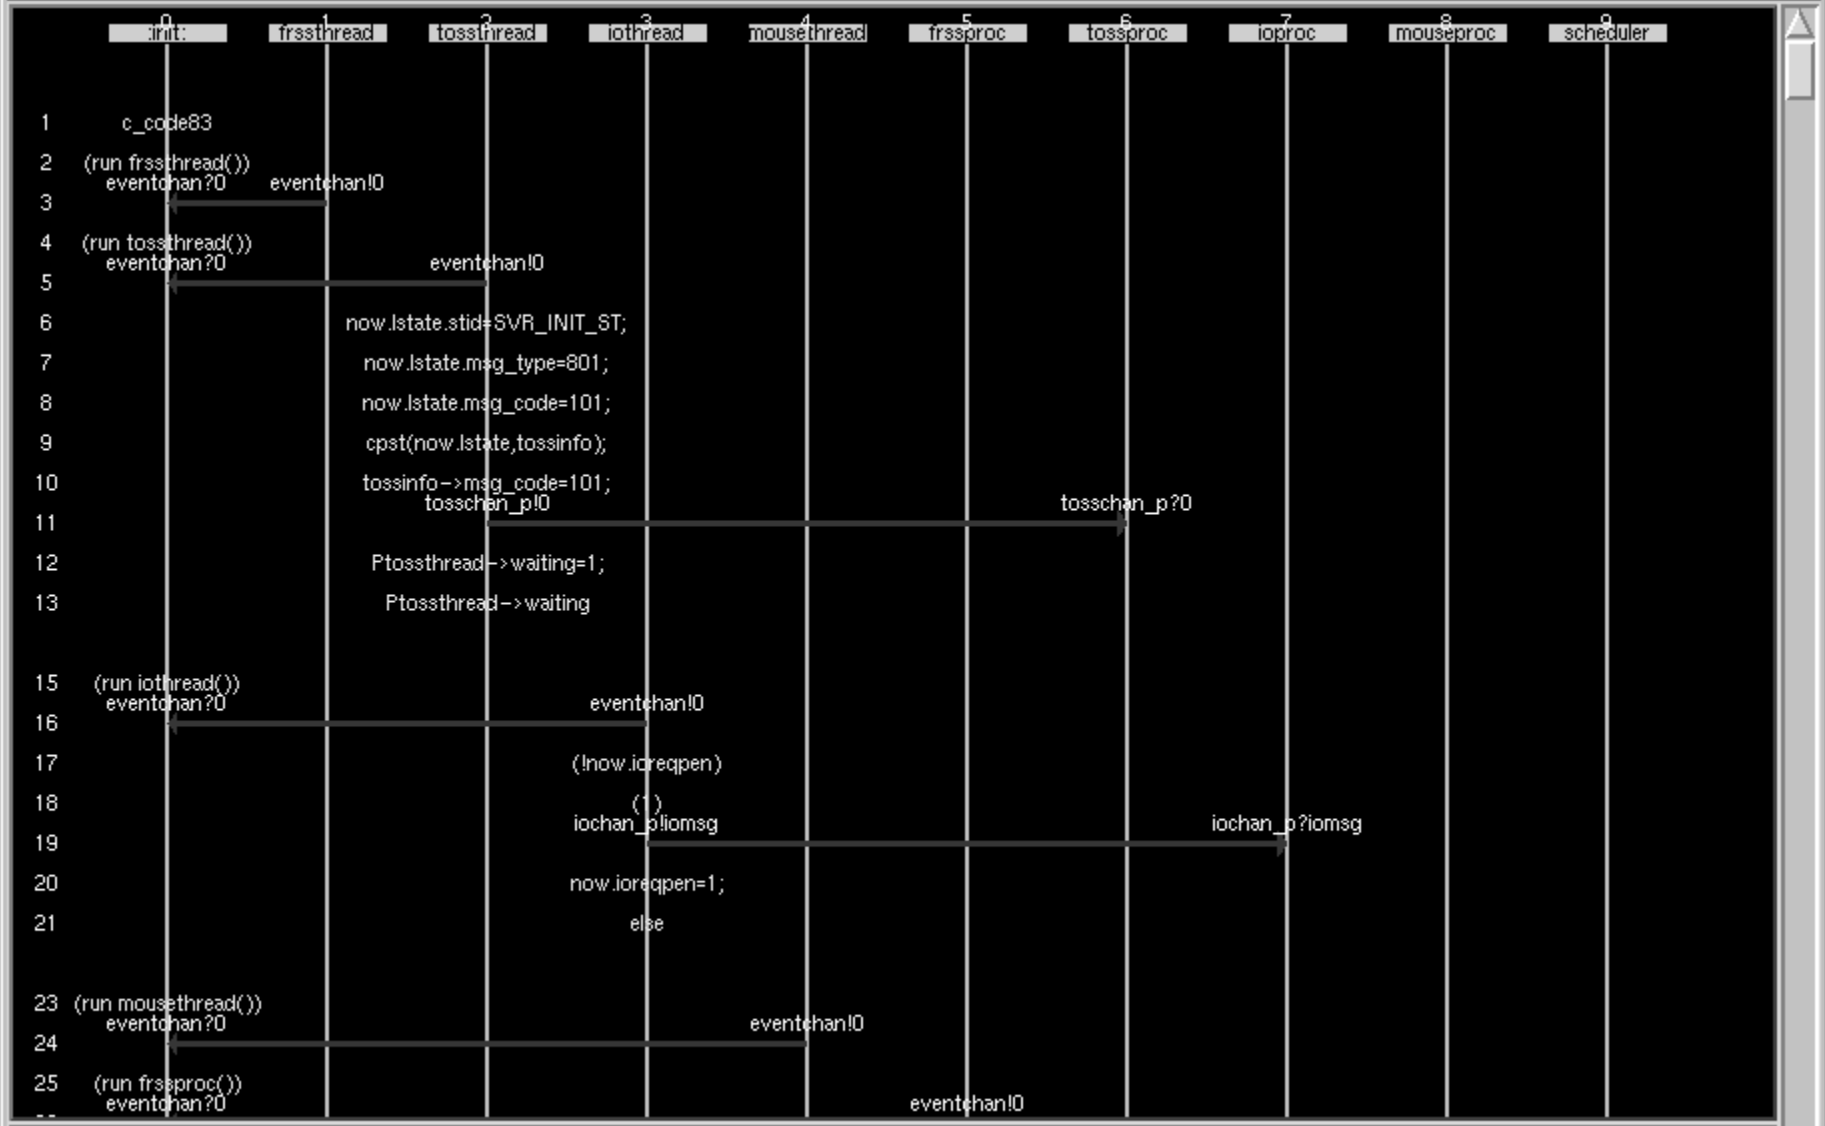 0 1 2 3 4 5 6 7 8 9
:init: frssthread tossthread iothread mousethread frssproc tossproc ioproc mouseproc scheduler
1 c_code83
2 (run frssthread())
eventchan?0 eventchan!0
3
4 (run tossthread())
eventchan?0 eventchan!0
5
6 now.lstate.stid=SVR_INIT_ST;
7 now.lstate.msg_type=801;
8 now.lstate.msg_code=101;
9 cpst(now.lstate,tossinfo);
10 tossinfo->msg_code=101;
tosschan_p!0 tosschan_p?0
11
12 Ptossthread->waiting=1;
13 Ptossthread->waiting
15 (run iothread())
eventchan?0 eventchan!0
16
17 (!now.ioreqpen)
18 (1)
iochan_p!iomsg iochan_p?iomsg
19
20 now.ioreqpen=1;
21 else
23 (run mousethread())
eventchan?0 eventchan!0
24
25 (run frssproc())
eventchan?0 eventchan!0